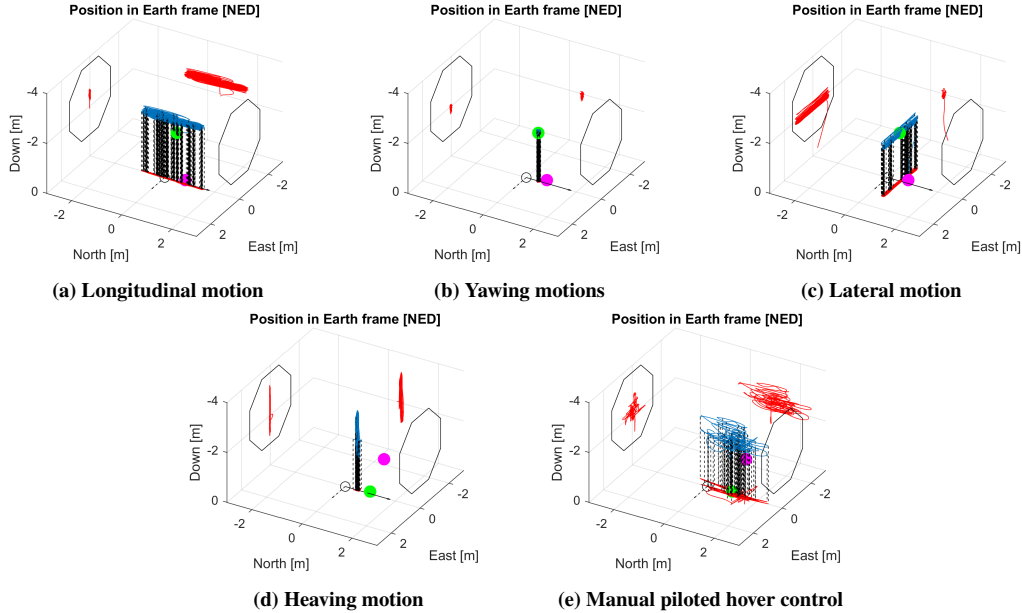 Position in Earth frame [NED]
Position in Earth frame [NED]
Position in Earth frame [NED]
-4
-2
0
Down [m]
-2
0
2
North [m]
2
0
-2
East [m]
-4
-2
0
Down [m]
-2
0
2
North [m]
2
0
-2
East [m]
-4
-2
0
Down [m]
-2
0
2
North [m]
2
0
-2
East [m]
(a) Longitudinal motion
(b) Yawing motions
(c) Lateral motion
Position in Earth frame [NED]
Position in Earth frame [NED]
-4
-2
0
Down [m]
-2
0
2
North [m]
2
0
-2
East [m]
-4
-2
0
Down [m]
-2
0
2
North [m]
2
0
-2
East [m]
(d) Heaving motion
(e) Manual piloted hover control